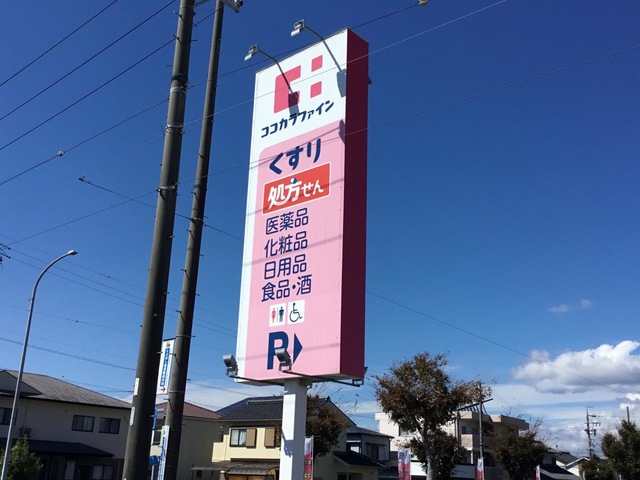 ココカラファイン
くすり
処方せん
医薬品
化粧品
日用品
食品・酒
P